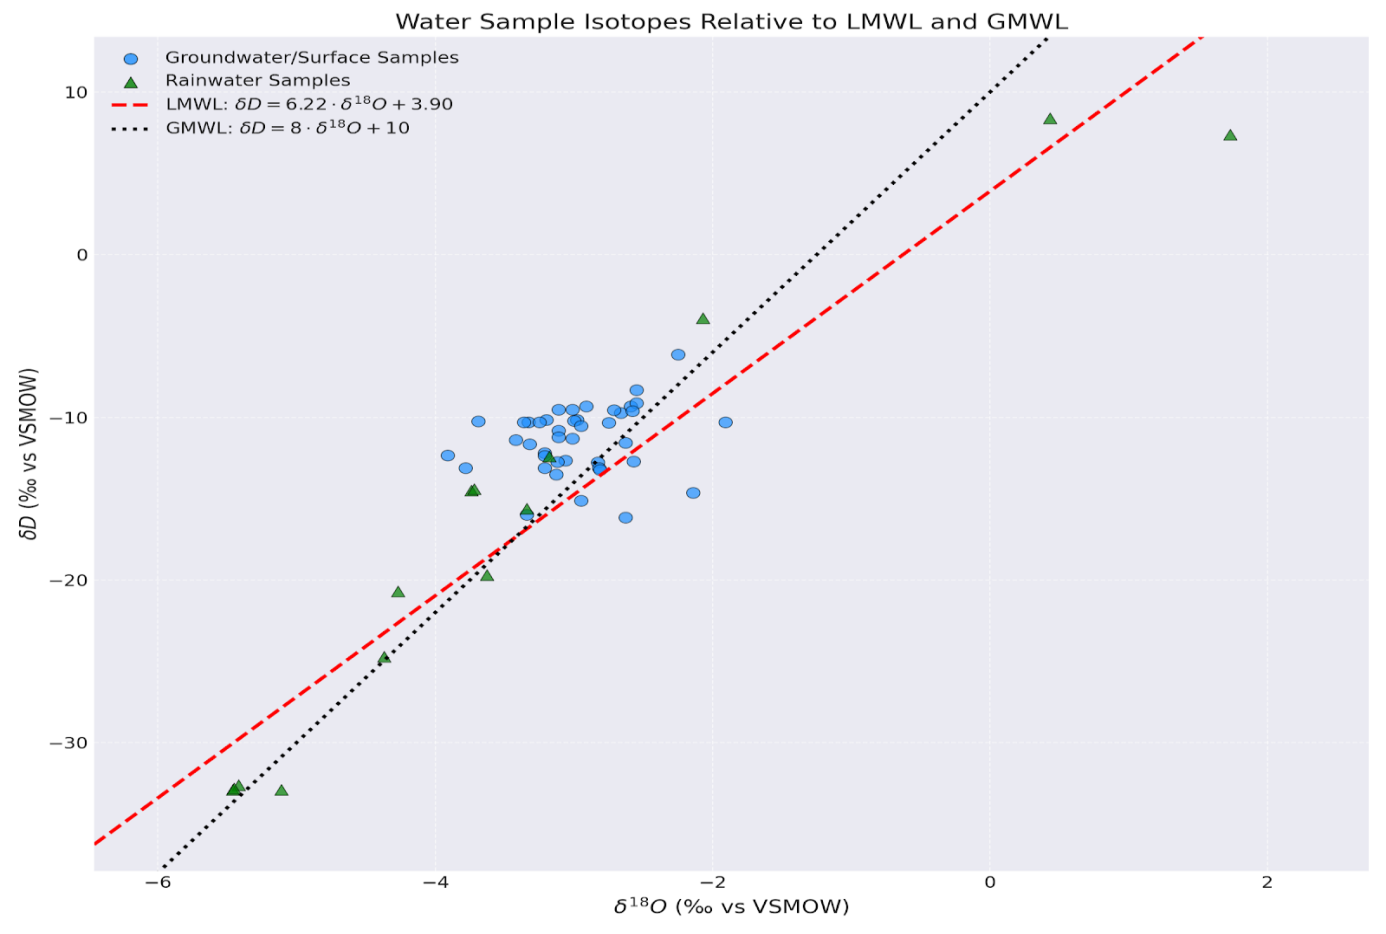 Water Sample Isotopes Relative to LMWL and GMWL
Groundwater/Surface Samples
Rainwater Samples
LMWL: δD = 6.22 · δ¹⁸O + 3.90
GMWL: δD = 8 · δ¹⁸O + 10
10
0
−10
−20
−30
δD (‰ vs VSMOW)
−6
−4
−2
0
2
δ¹⁸O (‰ vs VSMOW)